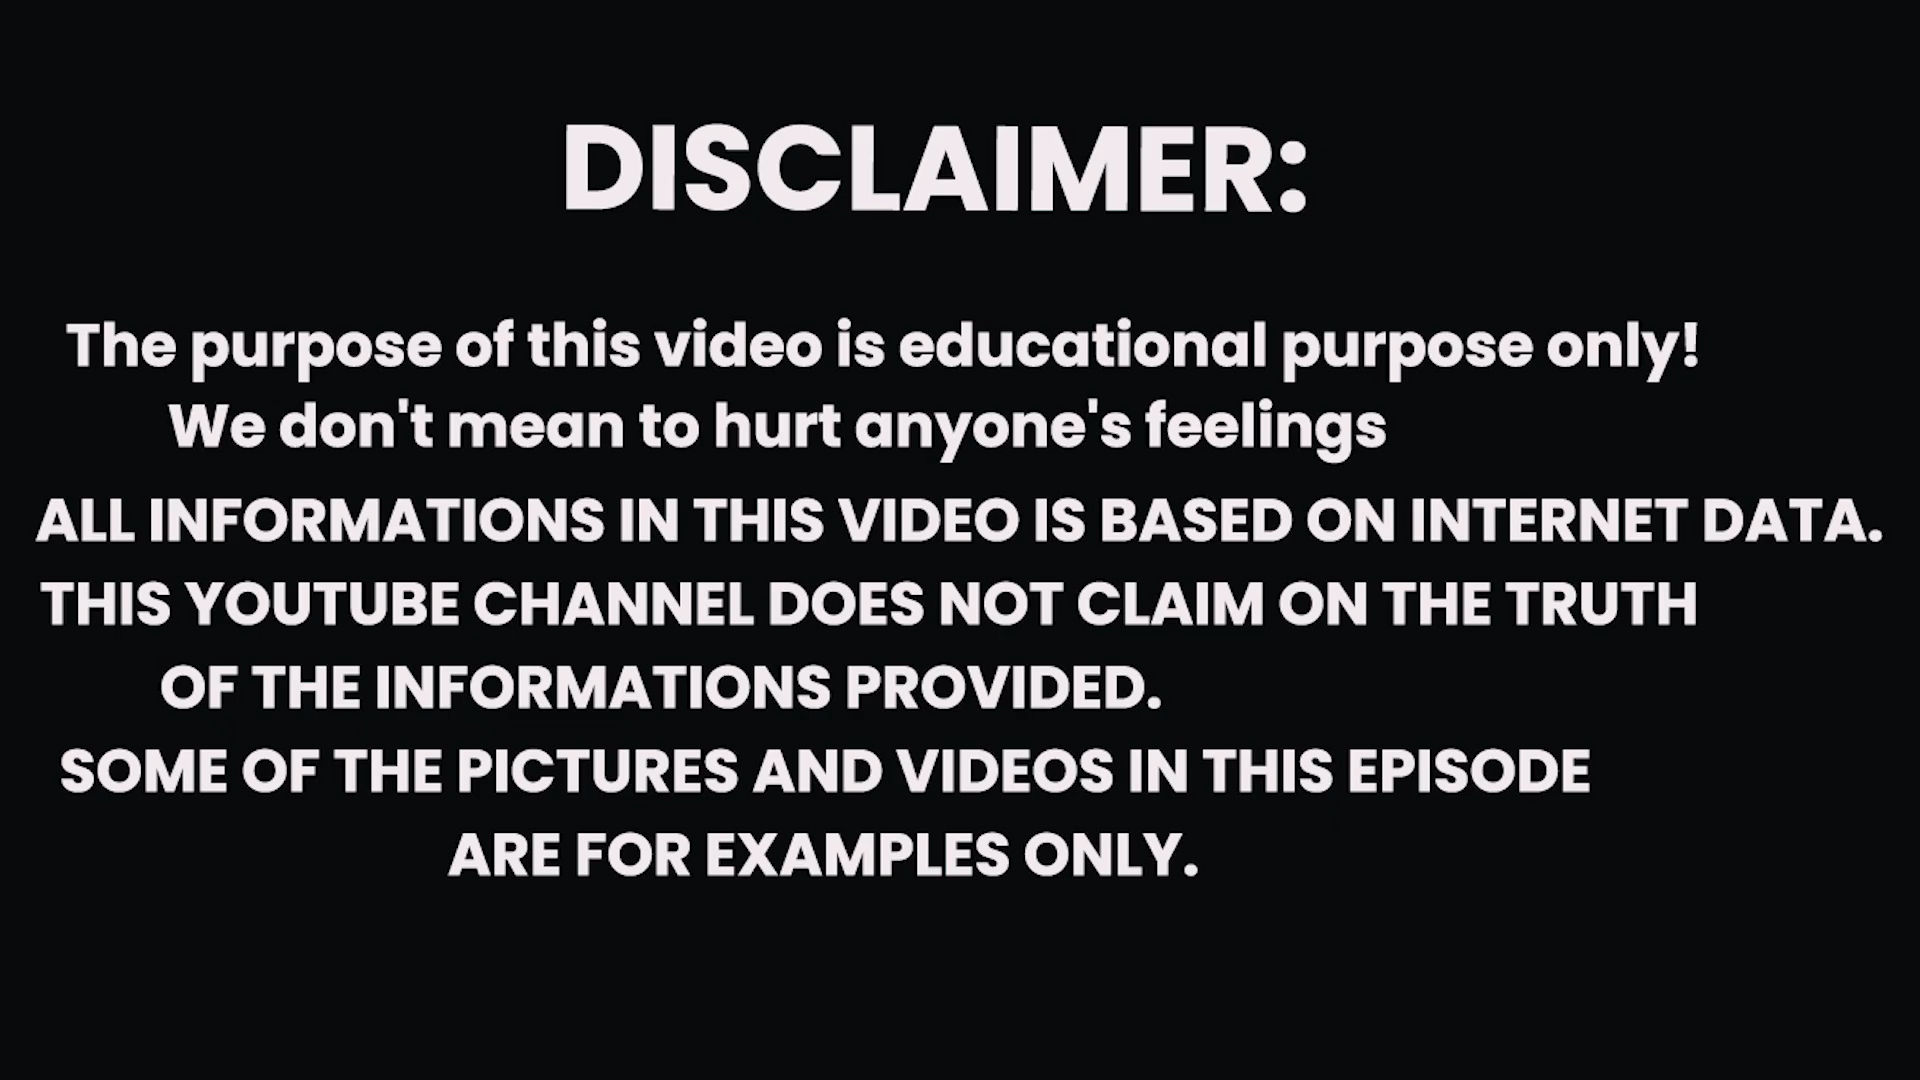 DISCLAIMER:
The purpose of this video is educational purpose only!
We don't mean to hurt anyone's feelings
ALL INFORMATIONS IN THIS VIDEO IS BASED ON INTERNET DATA.
THIS YOUTUBE CHANNEL DOES NOT CLAIM ON THE TRUTH
OF THE INFORMATIONS PROVIDED.
SOME OF THE PICTURES AND VIDEOS IN THIS EPISODE
ARE FOR EXAMPLES ONLY.